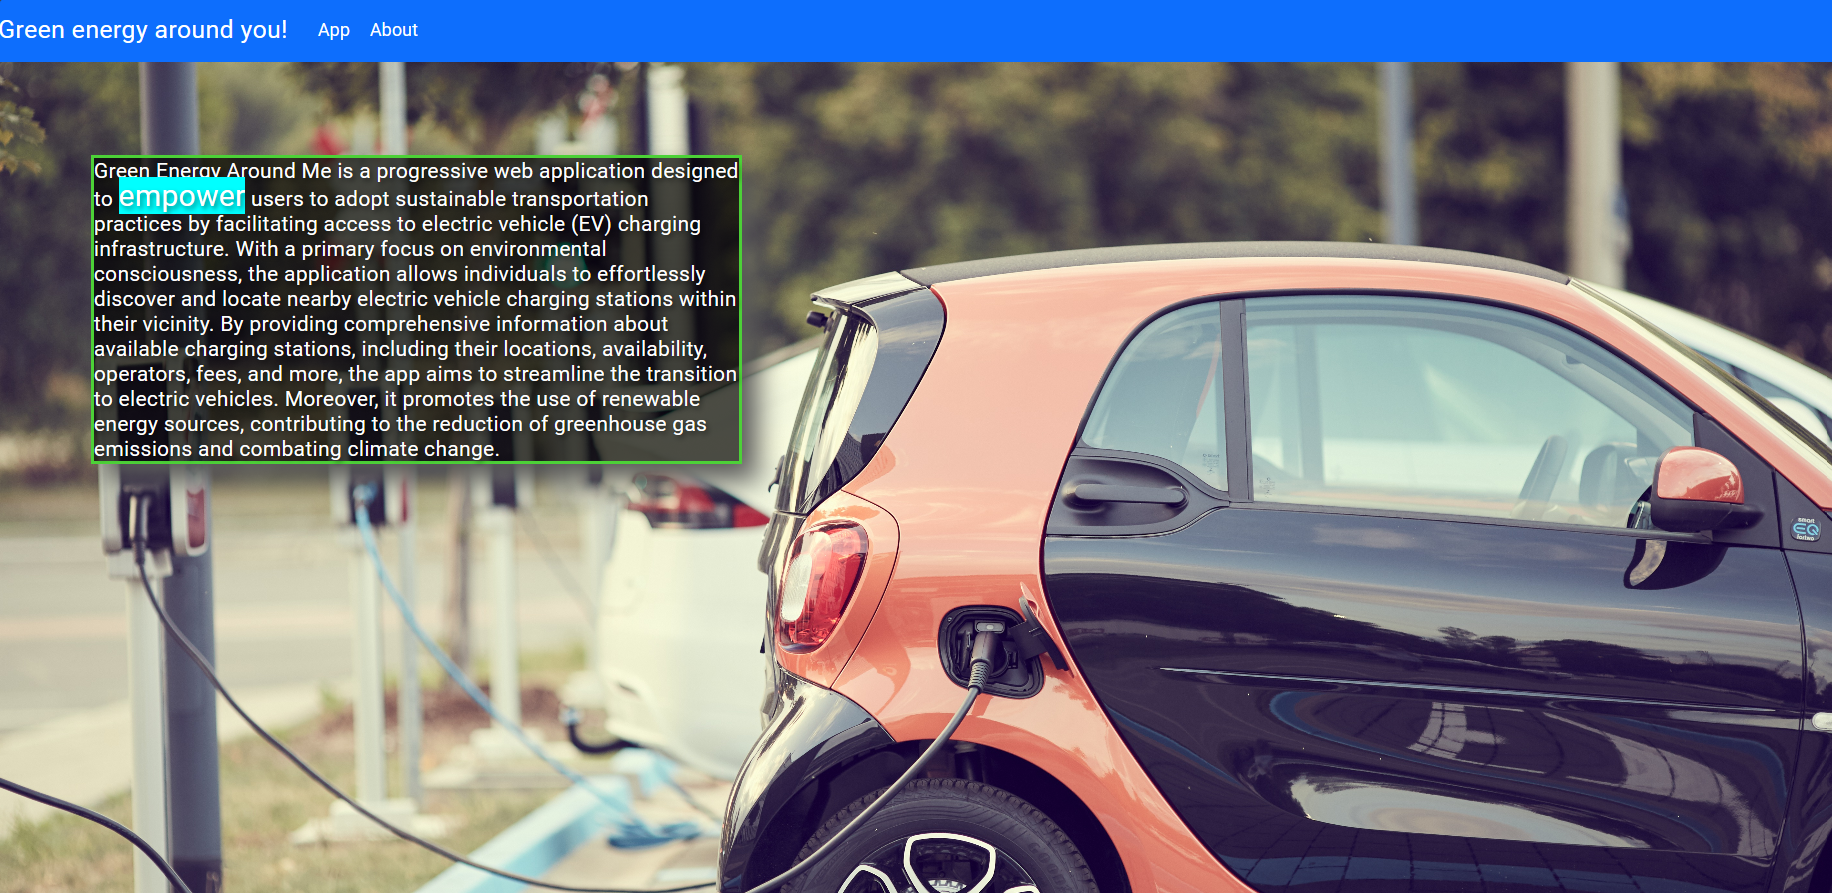 Green energy around you! App About
Green Energy Around Me is a progressive web application designed
to empower users to adopt sustainable transportation
practices by facilitating access to electric vehicle (EV) charging
infrastructure. With a primary focus on environmental
consciousness, the application allows individuals to effortlessly
discover and locate nearby electric vehicle charging stations within
their vicinity. By providing comprehensive information about
available charging stations, including their locations, availability,
operators, fees, and more, the app aims to streamline the transition
to electric vehicles. Moreover, it promotes the use of renewable
energy sources, contributing to the reduction of greenhouse gas
emissions and combating climate change.
smart
EQ
fortwo